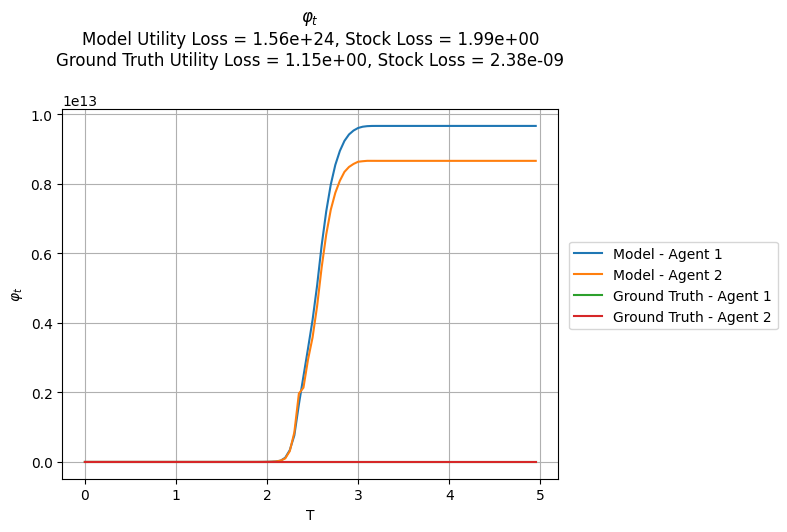 φt
Model Utility Loss = 1.56e+24, Stock Loss = 1.99e+00
Ground Truth Utility Loss = 1.15e+00, Stock Loss = 2.38e-09
1e13
1.0
0.8
0.6
0.4
0.2
0.0
φt
0 1 2 3 4 5
T
Model - Agent 1
Model - Agent 2
Ground Truth - Agent 1
Ground Truth - Agent 2